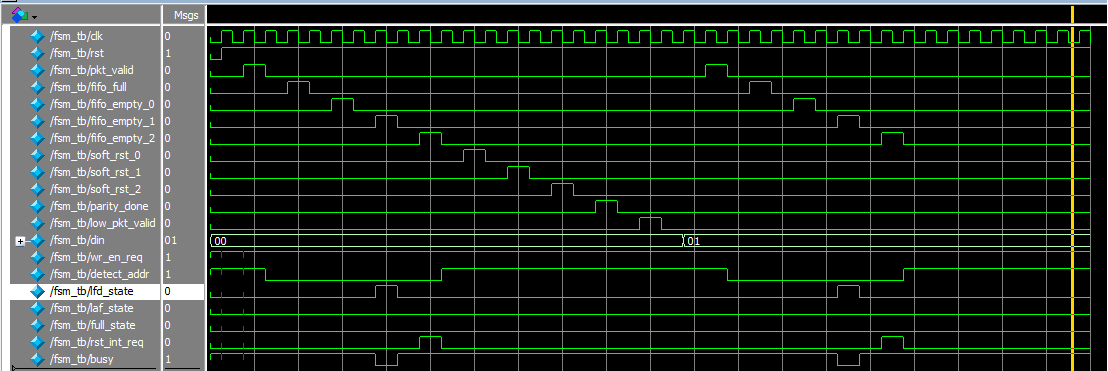 Msgs
/fsm_tb/clk 0
/fsm_tb/rst 1
/fsm_tb/pkt_valid 0
/fsm_tb/fifo_full 0
/fsm_tb/fifo_empty_0 0
/fsm_tb/fifo_empty_1 0
/fsm_tb/fifo_empty_2 0
/fsm_tb/soft_rst_0 0
/fsm_tb/soft_rst_1 0
/fsm_tb/soft_rst_2 0
/fsm_tb/parity_done 0
/fsm_tb/low_pkt_valid 0
/fsm_tb/din 01 00 01
/fsm_tb/wr_en_req 1
/fsm_tb/detect_addr 1
/fsm_tb/lfd_state 0
/fsm_tb/laf_state 0
/fsm_tb/full_state 0
/fsm_tb/rst_int_req 0
/fsm_tb/busy 1